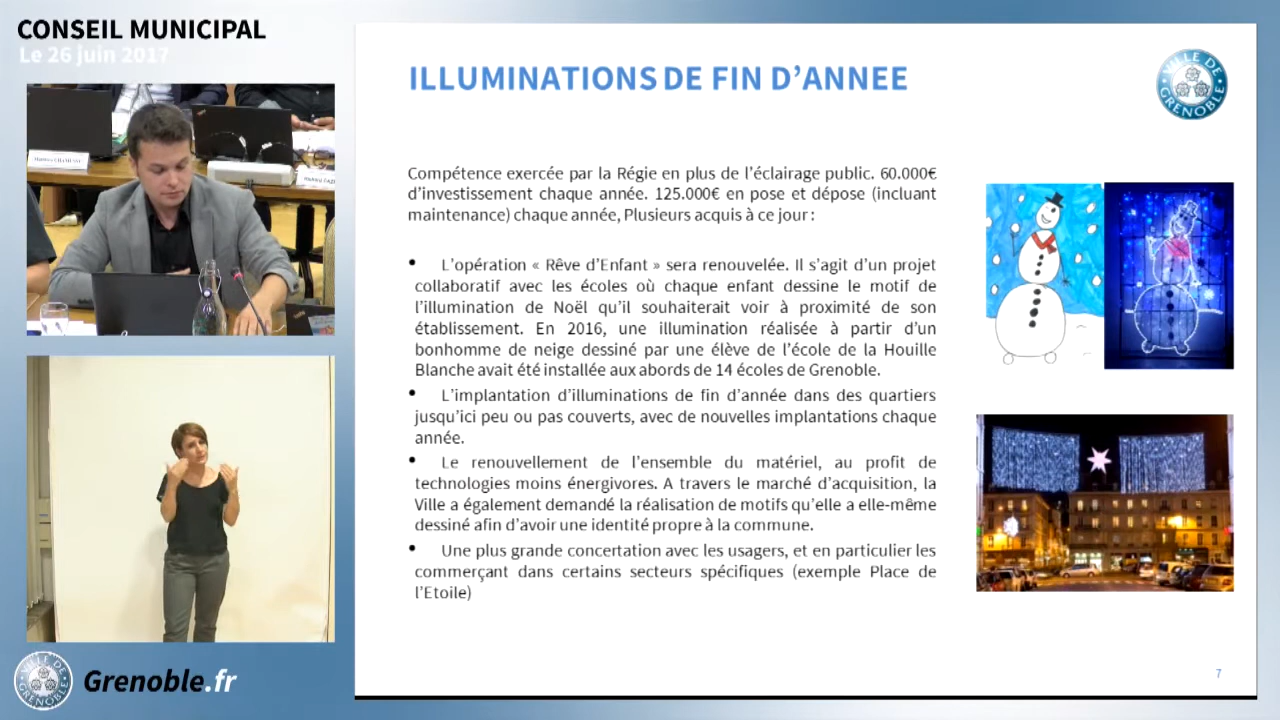 CONSEIL MUNICIPAL
Le 26 juin 2017
ILLUMINATIONS DE FIN D'ANNEE
VILLE DE
GRENOBLE
Compétence exercée par la Régie en plus de l'éclairage public. 60.000€
d'investissement chaque année. 125.000€ en pose et dépose (incluant
maintenance) chaque année, Plusieurs acquis à ce jour :
• L'opération « Rêve d'Enfant » sera renouvelée. Il s'agit d'un projet
collaboratif avec les écoles où chaque enfant dessine le motif de
l'illumination de Noël qu'il souhaiterait voir à proximité de son
établissement. En 2016, une illumination réalisée à partir d'un
bonhomme de neige dessiné par une élève de l'école de la Houille
Blanche avait été installée aux abords de 14 écoles de Grenoble.
• L'implantation d'illuminations de fin d'année dans des quartiers
jusqu'ici peu ou pas couverts, avec de nouvelles implantations chaque
année.
• Le renouvellement de l'ensemble du matériel, au profit de
technologies moins énergivores. A travers le marché d'acquisition, la
Ville a également demandé la réalisation de motifs qu'elle a elle-même
dessiné afin d'avoir une identité propre à la commune.
• Une plus grande concertation avec les usagers, et en particulier les
commerçant dans certains secteurs spécifiques (exemple Place de
l'Etoile)
7
VILLE DE
GRENOBLE
Grenoble.fr